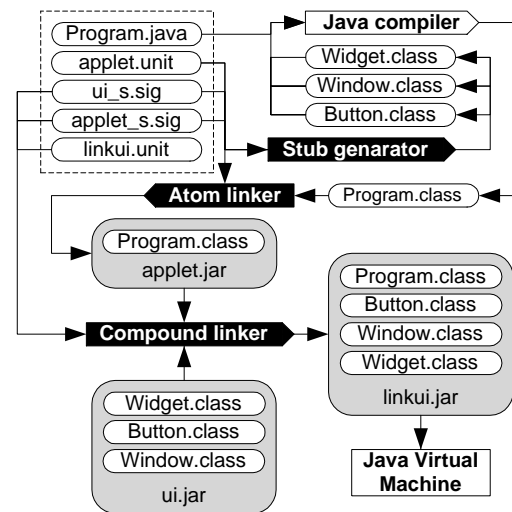 Program.java
applet.unit
ui_s.sig
applet_s.sig
linkui.unit
Java compiler
Widget.class
Window.class
Button.class
Stub genarator
Atom linker
Program.class
Program.class
applet.jar
Compound linker
Widget.class
Button.class
Window.class
ui.jar
Program.class
Button.class
Window.class
Widget.class
linkui.jar
Java Virtual
Machine